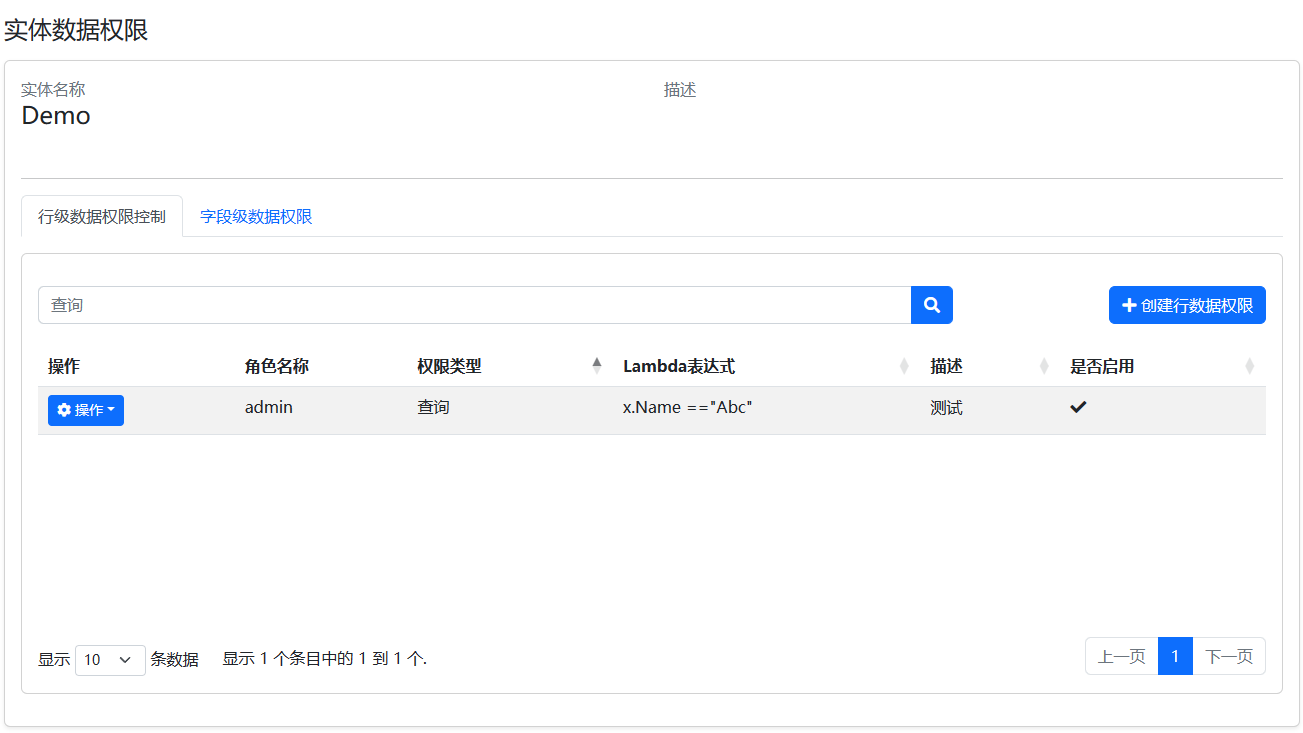 实体数据权限
实体名称 描述
Demo
行级数据权限控制 字段级数据权限
查询 创建行数据权限
操作 角色名称 权限类型 Lambda表达式 描述 是否启用
操作 admin 查询 x.Name =="Abc" 测试
显示 10 条数据 显示 1 个条目中的 1 到 1 个. 上一页 1 下一页